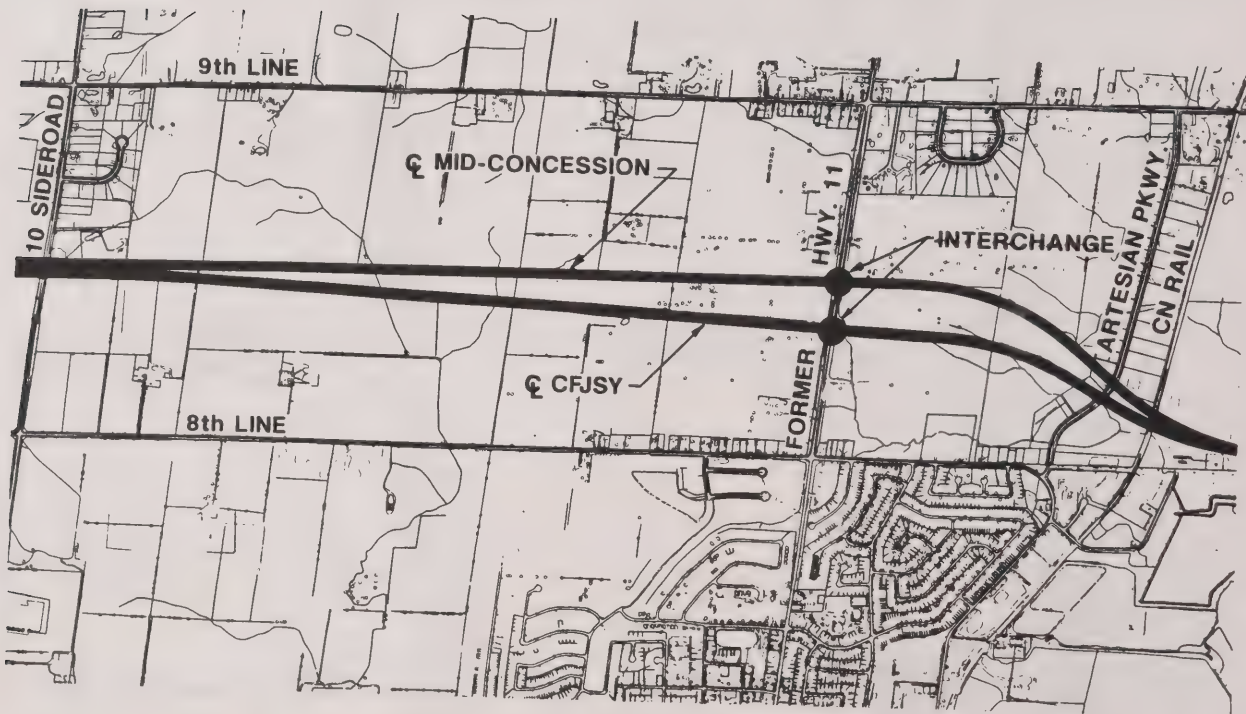 9th LINE
10 SIDEROAD
℄ MID-CONCESSION
FORMER HWY. 11
INTERCHANGE
ARTESIAN PKWY
CN RAIL
℄ CFJSY
8th LINE